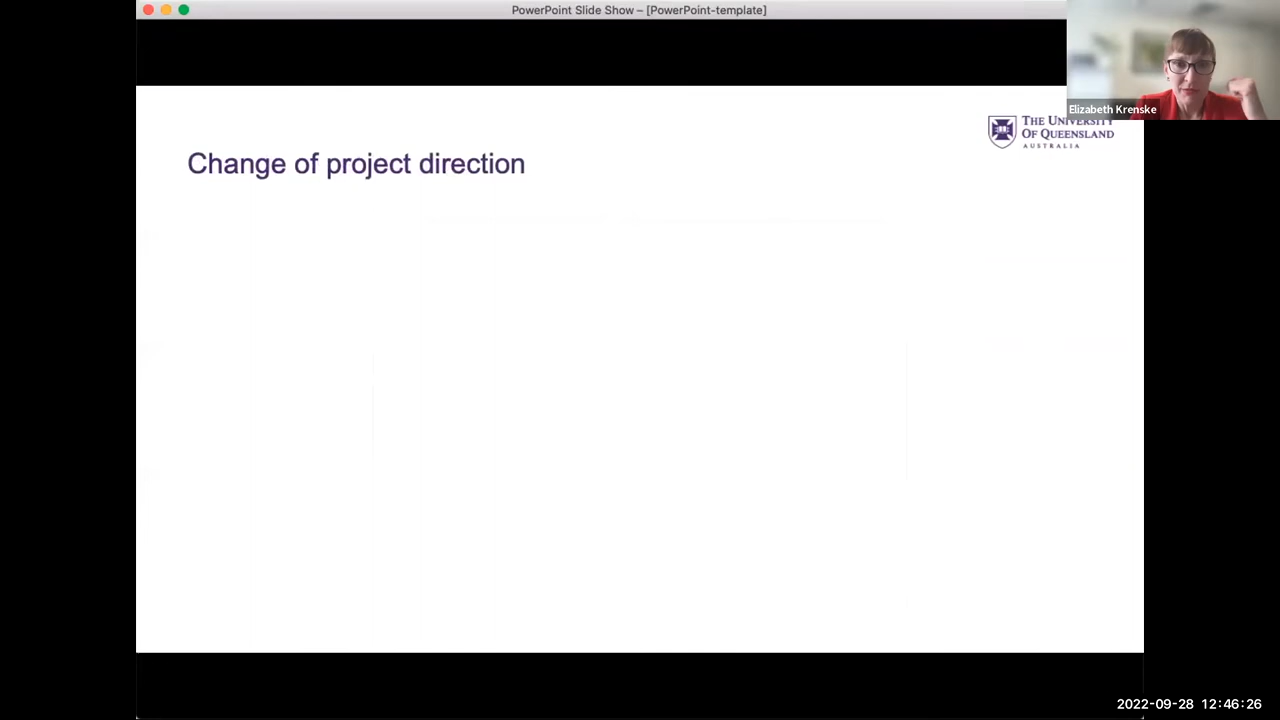 PowerPoint Slide Show – [PowerPoint-template]
Elizabeth Krenske
THE UNIVERSITY
OF QUEENSLAND
AUSTRALIA
Change of project direction
2022-09-28 12:46:26